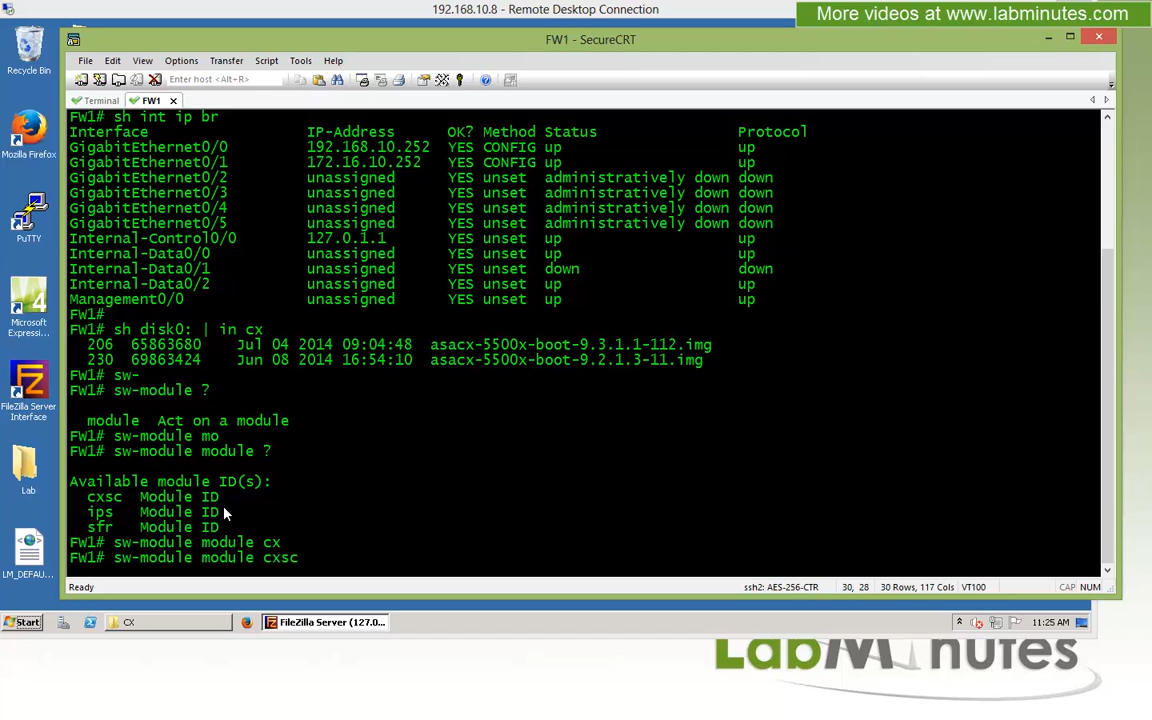 192.168.10.8 - Remote Desktop Connection
More videos at www.labminutes.com
Recycle Bin
Mozilla Firefox
PuTTY
4
Microsoft
Expressi...
FileZilla Server
Interface
Lab
LM_DEFAU...
FW1 - SecureCRT
File Edit View Options Transfer Script Tools Help
Enter host <Alt+R>
Terminal FW1
FW1# sh int ip br
Interface IP-Address OK? Method Status Protocol
GigabitEthernet0/0 192.168.10.252 YES CONFIG up up
GigabitEthernet0/1 172.16.10.252 YES CONFIG up up
GigabitEthernet0/2 unassigned YES unset administratively down down
GigabitEthernet0/3 unassigned YES unset administratively down down
GigabitEthernet0/4 unassigned YES unset administratively down down
GigabitEthernet0/5 unassigned YES unset administratively down down
Internal-Control0/0 127.0.1.1 YES unset up up
Internal-Data0/0 unassigned YES unset up up
Internal-Data0/1 unassigned YES unset down down
Internal-Data0/2 unassigned YES unset up up
Management0/0 unassigned YES unset up up
FW1#
FW1# sh disk0: | in cx
206 65863680 Jul 04 2014 09:04:48 asacx-5500x-boot-9.3.1.1-112.img
230 69863424 Jun 08 2014 16:54:10 asacx-5500x-boot-9.2.1.3-11.img
FW1# sw-
FW1# sw-module ?
module Act on a module
FW1# sw-module mo
FW1# sw-module module ?
Available module ID(s):
cxsc Module ID
ips Module ID
sfr Module ID
FW1# sw-module module cx
FW1# sw-module module cxsc
Ready ssh2: AES-256-CTR 30, 28 30 Rows, 117 Cols VT100 CAP NUM
Start CX FileZilla Server (127.0... 11:25 AM
LabMinutes